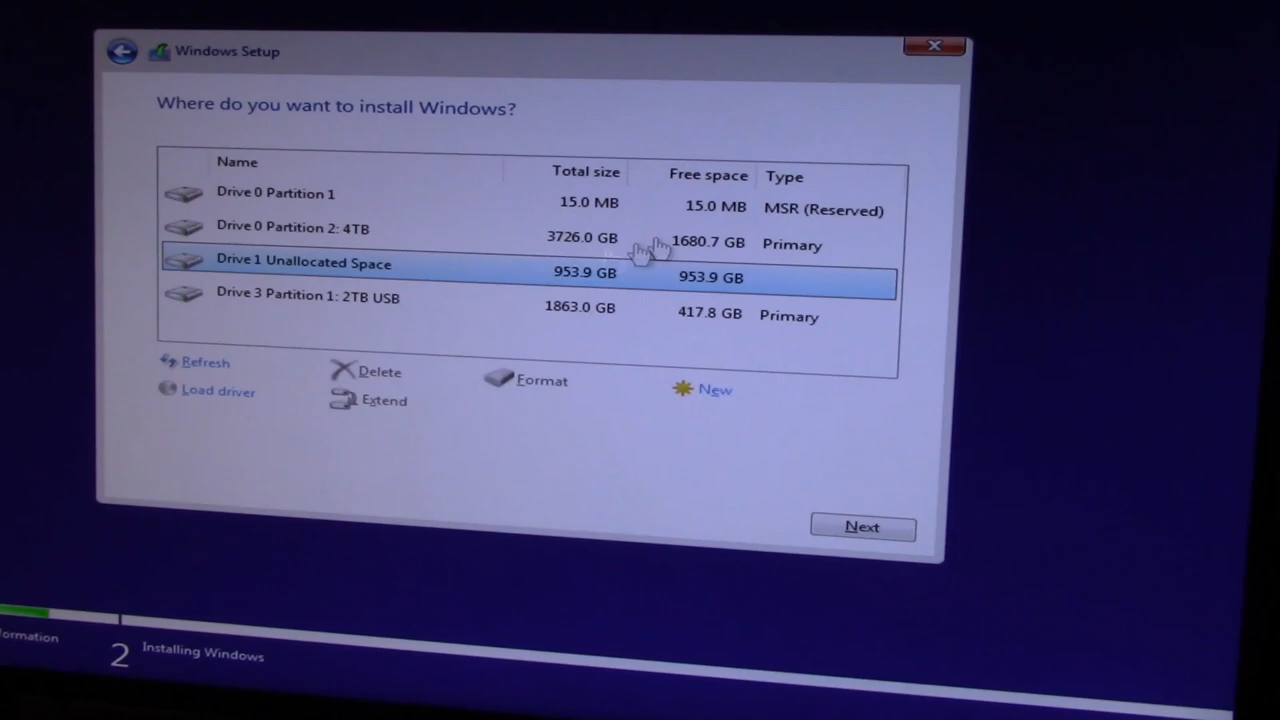 Windows Setup
Where do you want to install Windows?
Name Total size Free space Type
Drive 0 Partition 1 15.0 MB 15.0 MB MSR (Reserved)
Drive 0 Partition 2: 4TB 3726.0 GB 1680.7 GB Primary
Drive 1 Unallocated Space 953.9 GB 953.9 GB
Drive 3 Partition 1: 2TB USB 1863.0 GB 417.8 GB Primary
Refresh Delete Format New
Load driver Extend
Next
formation 2 Installing Windows